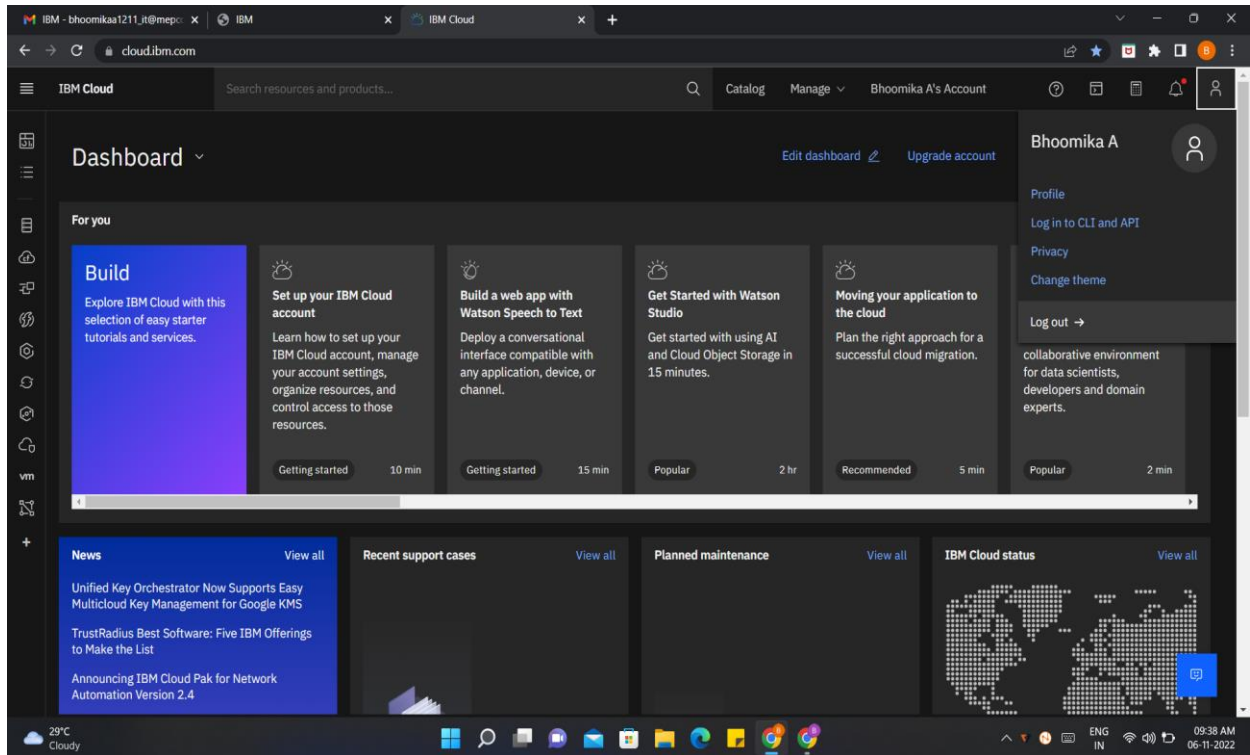 IBM - bhoomikaa1211_it@mepc
IBM
IBM Cloud
cloud.ibm.com
B
IBM Cloud
Search resources and products...
Catalog
Manage
Bhoomika A's Account
Dashboard
Edit dashboard
Upgrade account
Bhoomika A
Profile
Log in to CLI and API
Privacy
Change theme
Log out →
For you
Build
Explore IBM Cloud with this
selection of easy starter
tutorials and services.
Set up your IBM Cloud
account
Learn how to set up your
IBM Cloud account, manage
your account settings,
organize resources, and
control access to those
resources.
Getting started
10 min
Build a web app with
Watson Speech to Text
Deploy a conversational
interface compatible with
any application, device, or
channel.
Getting started
15 min
Get Started with Watson
Studio
Get started with using AI
and Cloud Object Storage in
15 minutes.
Popular
2 hr
Moving your application to
the cloud
Plan the right approach for a
successful cloud migration.
Recommended
5 min
collaborative environment
for data scientists,
developers and domain
experts.
Popular
2 min
vm
News
View all
Unified Key Orchestrator Now Supports Easy
Multicloud Key Management for Google KMS
TrustRadius Best Software: Five IBM Offerings
to Make the List
Announcing IBM Cloud Pak for Network
Automation Version 2.4
Recent support cases
View all
Planned maintenance
View all
IBM Cloud status
View all
29°C
Cloudy
ENG
IN
09:38 AM
06-11-2022